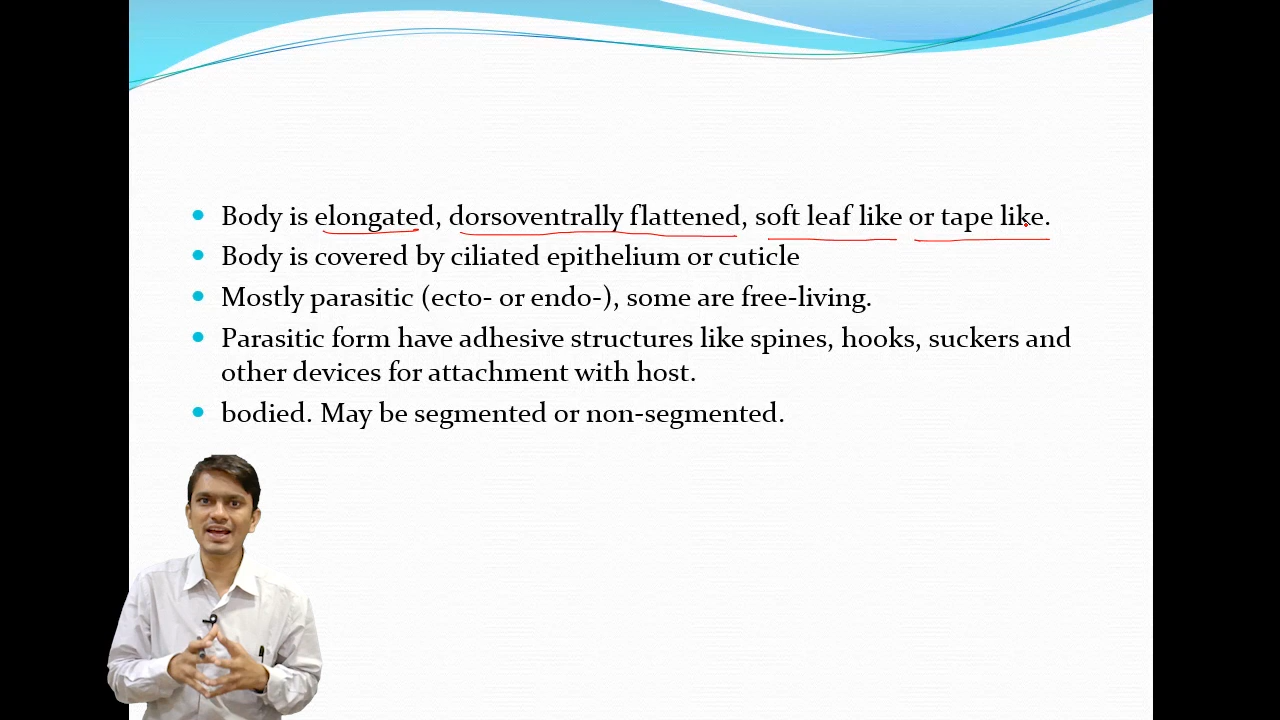 Body is elongated, dorsoventrally flattened, soft leaf like or tape like.
Body is covered by ciliated epithelium or cuticle
Mostly parasitic (ecto- or endo-), some are free-living.
Parasitic form have adhesive structures like spines, hooks, suckers and
other devices for attachment with host.
bodied. May be segmented or non-segmented.